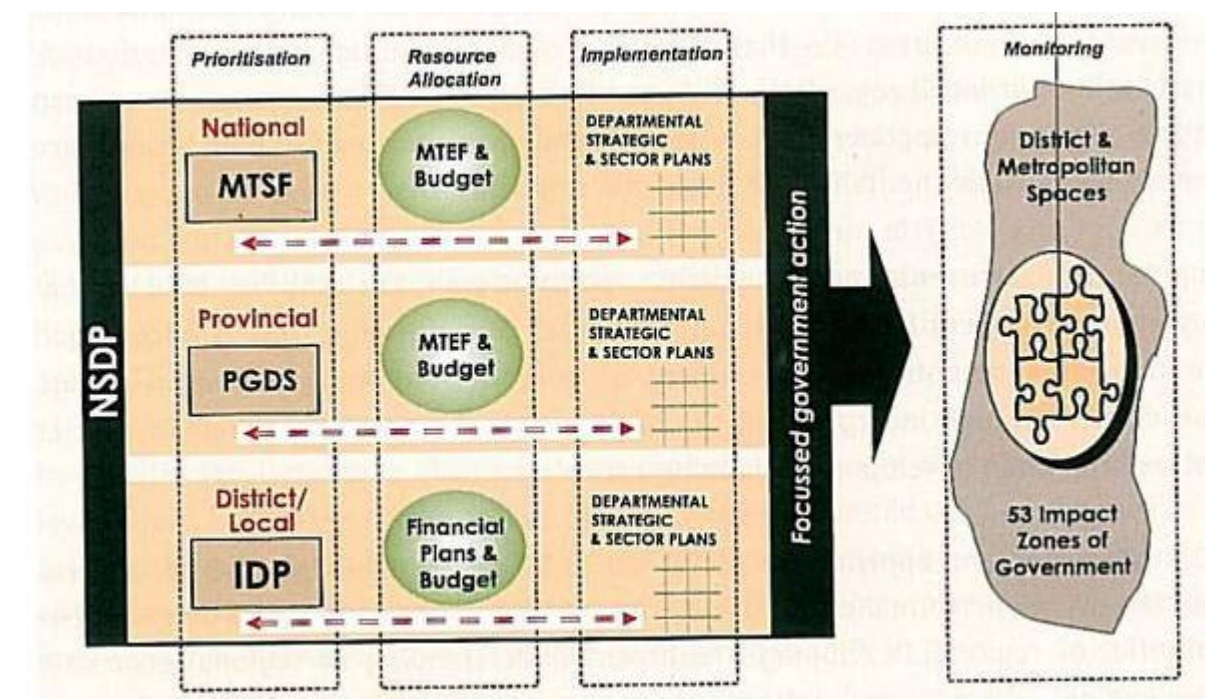 Prioritisation
Resource
Allocation
Implementation
Monitoring
NSDP
National
MTSF
MTEF &
Budget
DEPARTMENTAL
STRATEGIC
& SECTOR PLANS
Provincial
PGDS
MTEF &
Budget
DEPARTMENTAL
STRATEGIC
& SECTOR PLANS
District/
Local
IDP
Financial
Plans &
Budget
DEPARTMENTAL
STRATEGIC
& SECTOR PLANS
Focussed government action
District &
Metropolitan
Spaces
53 Impact
Zones of
Government